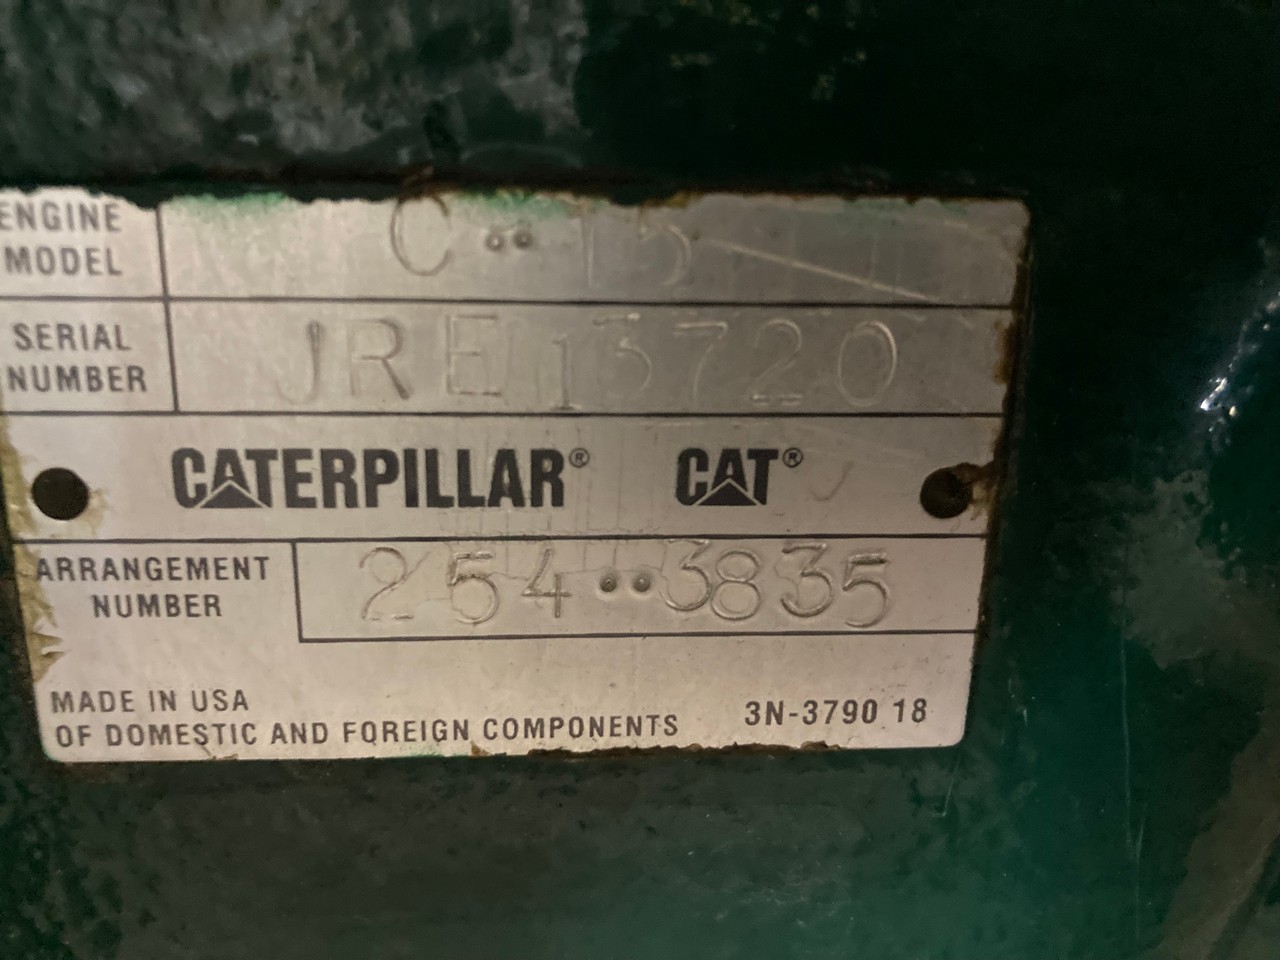 ENGINE MODEL C--15
SERIAL NUMBER JRE13720
CATERPILLAR® CAT®
ARRANGEMENT NUMBER 254--3835
MADE IN USA
OF DOMESTIC AND FOREIGN COMPONENTS 3N-3790 18